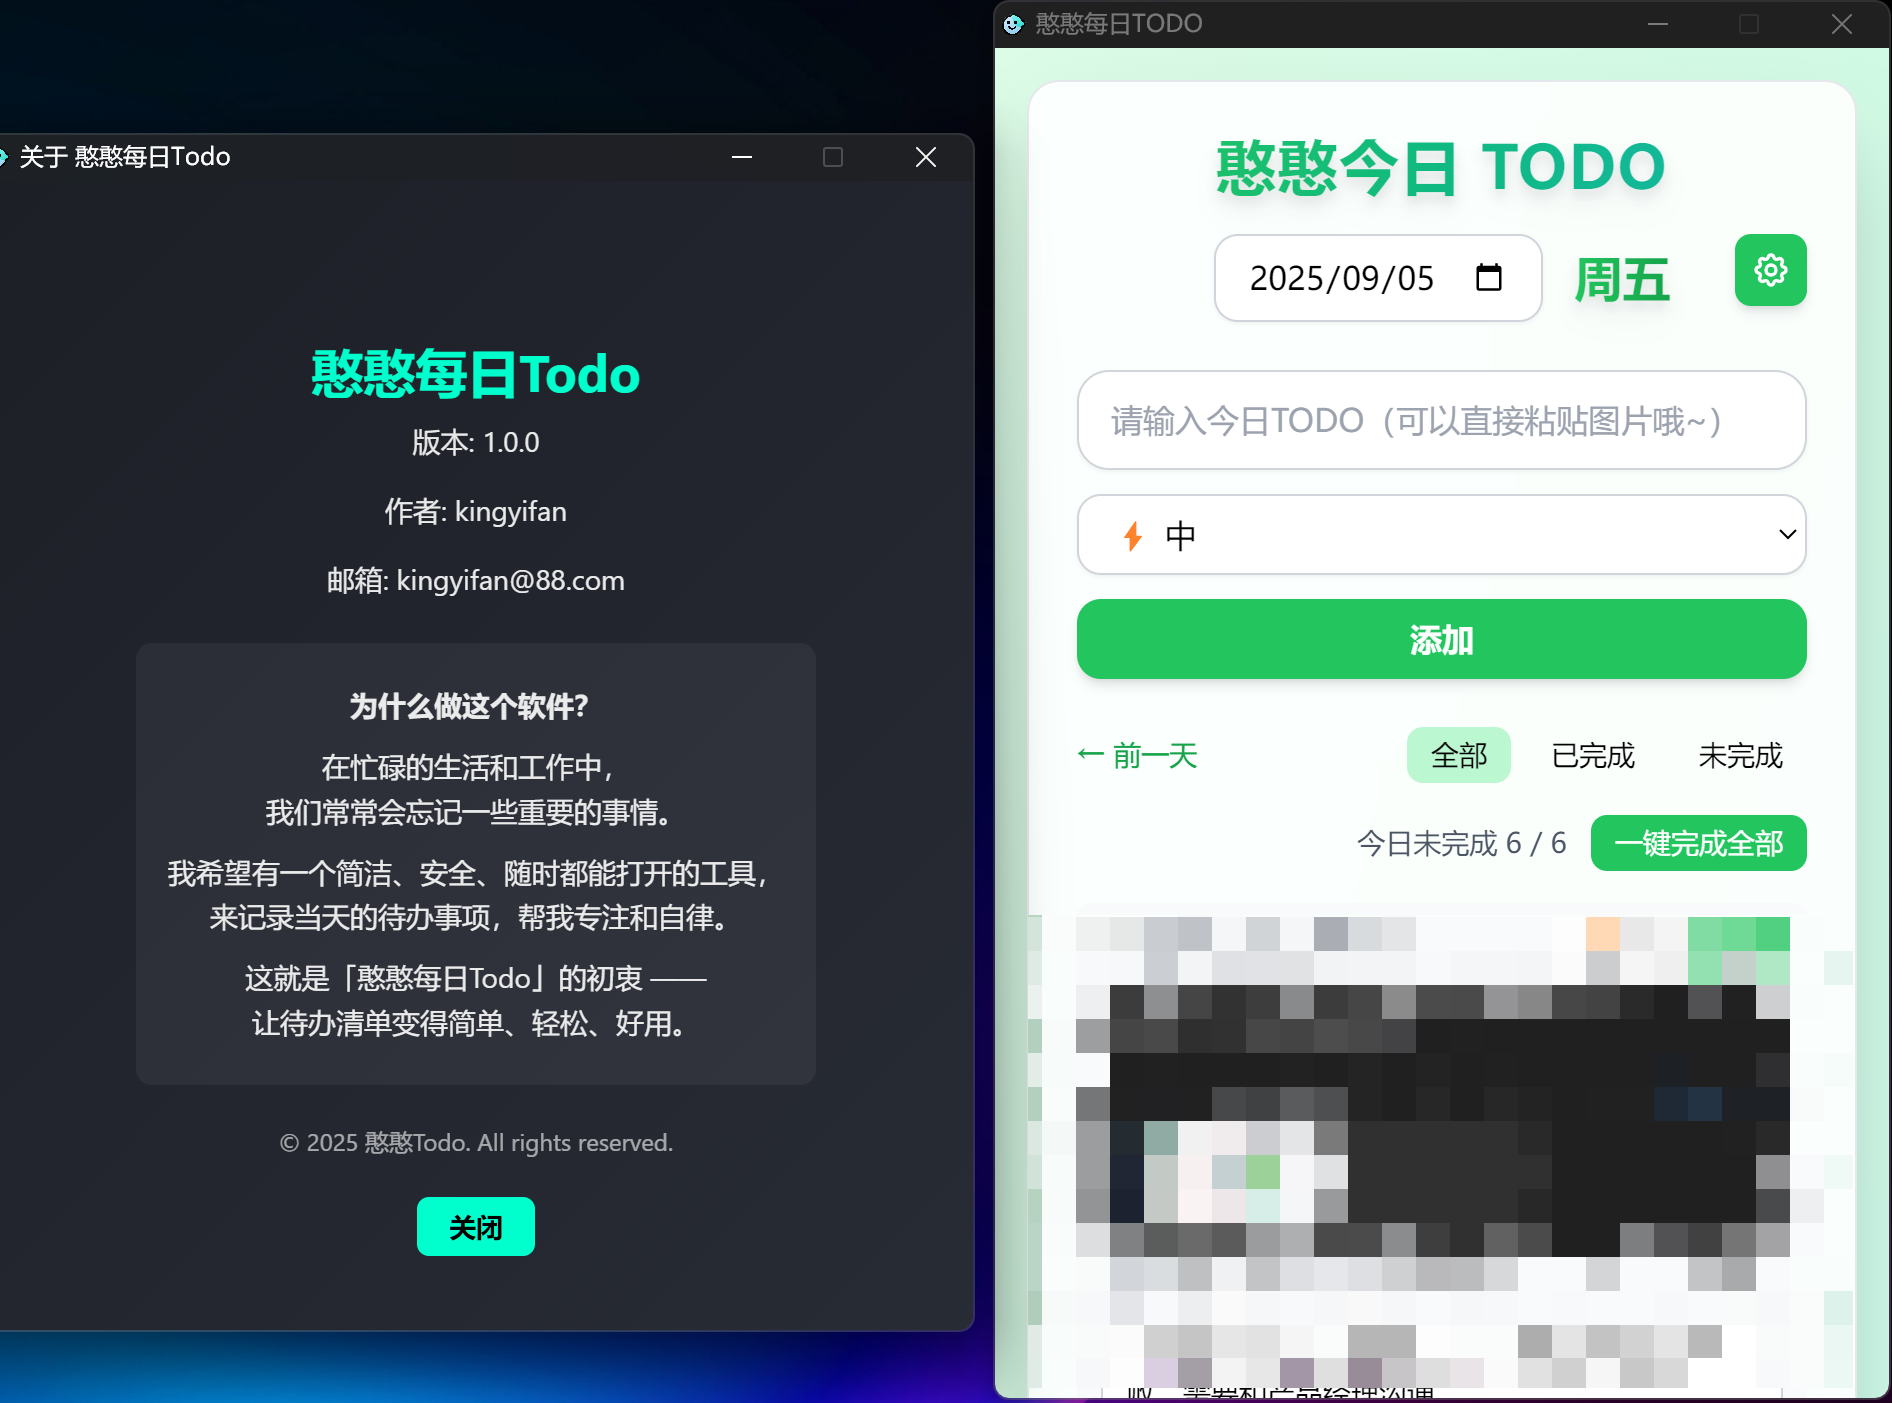 关于 憨憨每日Todo
憨憨每日Todo
版本: 1.0.0
作者: kingyifan
邮箱: kingyifan@88.com
为什么做这个软件?
在忙碌的生活和工作中，
我们常常会忘记一些重要的事情。
我希望有一个简洁、安全、随时都能打开的工具，
来记录当天的待办事项，帮我专注和自律。
这就是「憨憨每日Todo」的初衷 ——
让待办清单变得简单、轻松、好用。
© 2025 憨憨Todo. All rights reserved.
关闭
憨憨每日TODO
憨憨今日 TODO
2025/09/05
周五
请输入今日TODO（可以直接粘贴图片哦~）
中
添加
← 前一天
全部 已完成 未完成
今日未完成 6 / 6
一键完成全部